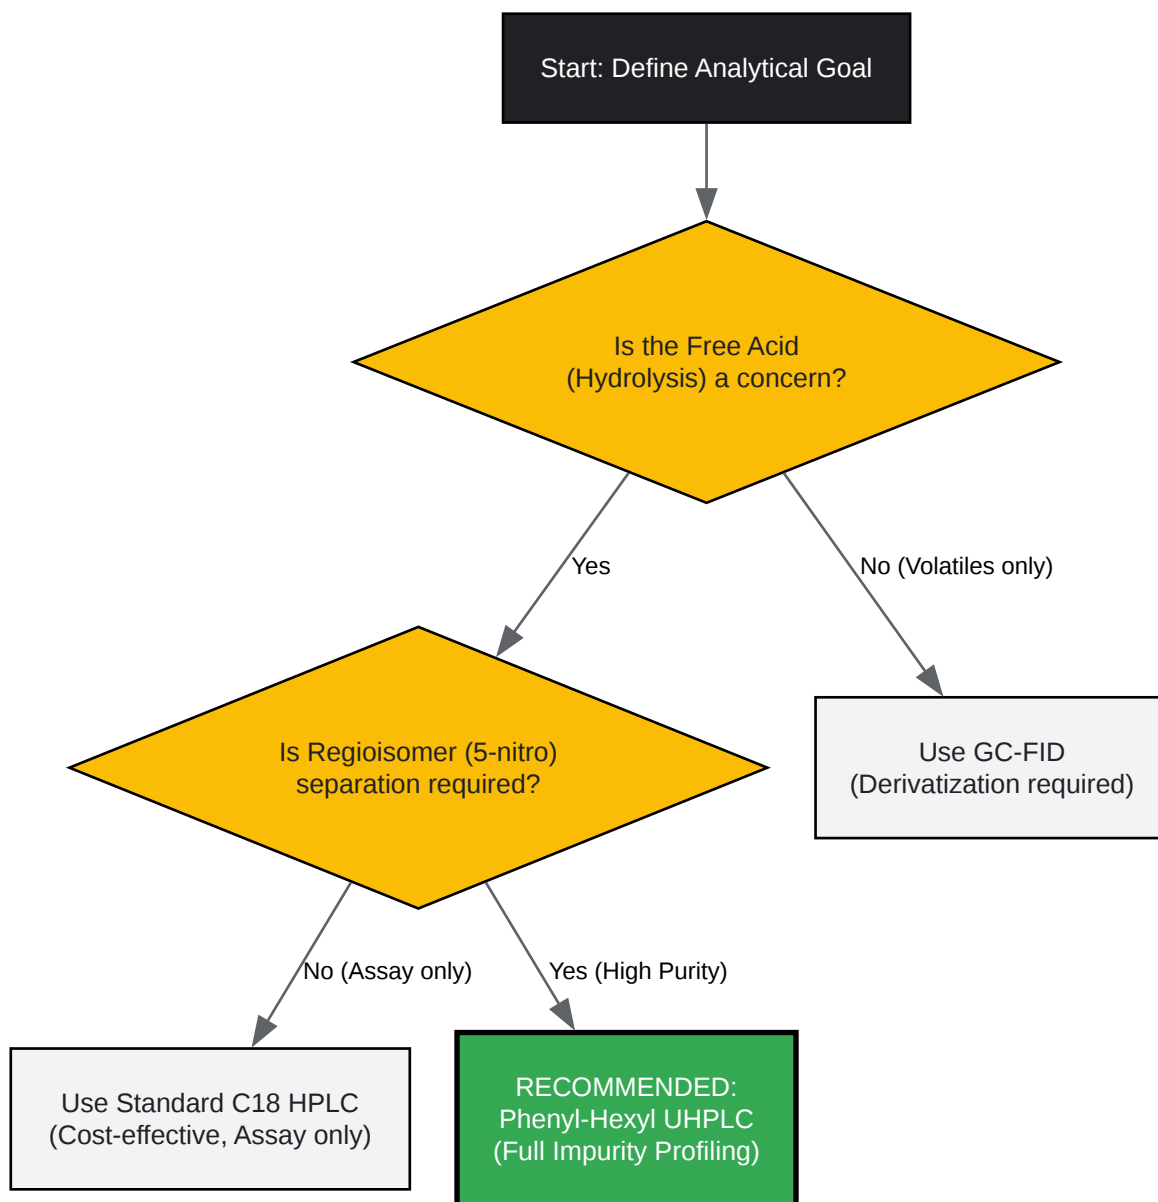 Start: Define Analytical Goal
Is the Free Acid
(Hydrolysis) a concern?
Yes
No (Volatiles only)
Is Regioisomer (5-nitro)
separation required?
Use GC-FID
(Derivatization required)
No (Assay only)
Yes (High Purity)
Use Standard C18 HPLC
(Cost-effective, Assay only)
RECOMMENDED:
Phenyl-Hexyl UHPLC
(Full Impurity Profiling)